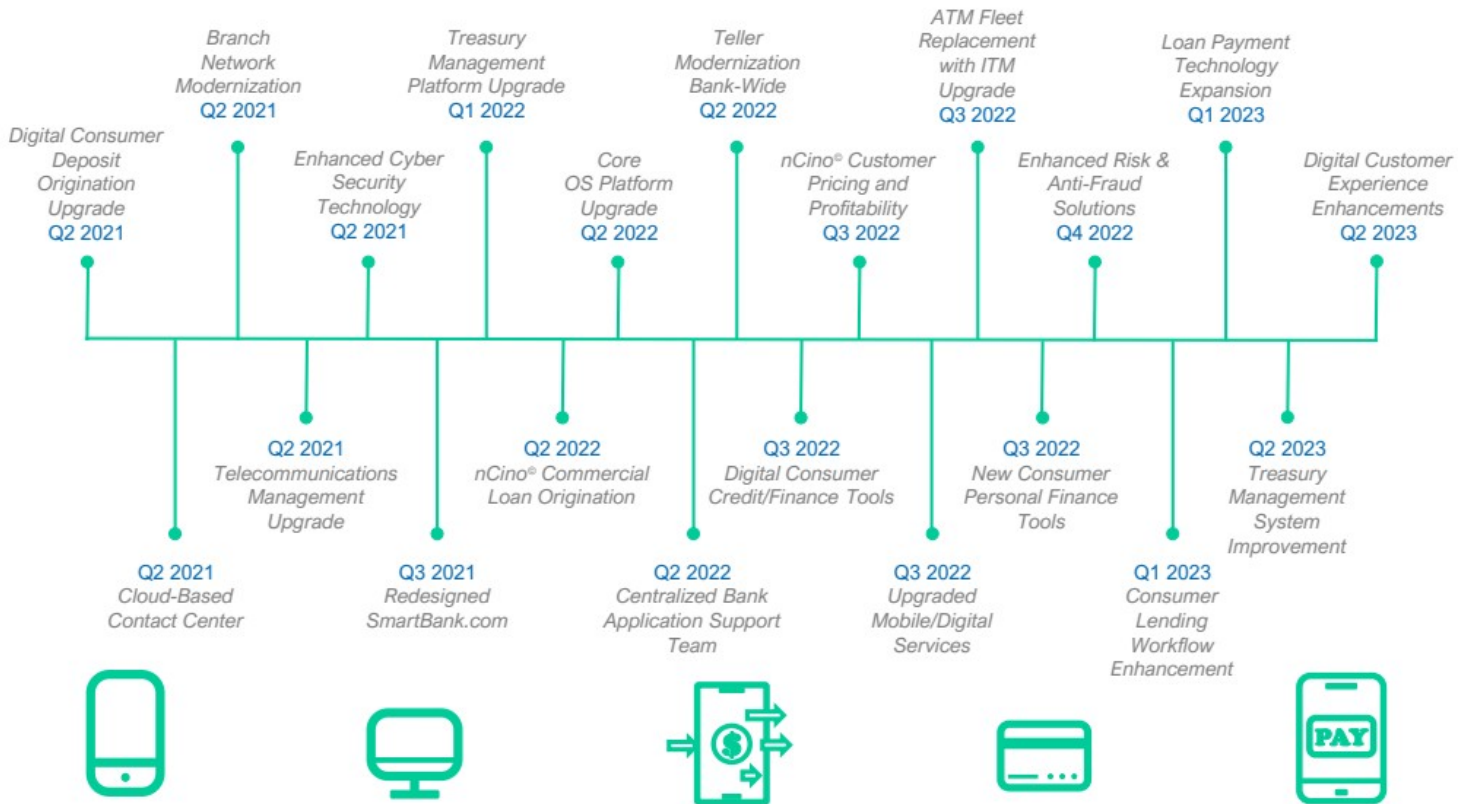 Digital Consumer
Deposit
Origination
Upgrade
Q2 2021
Branch
Network
Modernization
Q2 2021
Enhanced Cyber
Security
Technology
Q2 2021
Treasury
Management
Platform Upgrade
Q1 2022
Core
OS Platform
Upgrade
Q2 2022
Teller
Modernization
Bank-Wide
Q2 2022
nCino© Customer
Pricing and
Profitability
Q3 2022
ATM Fleet
Replacement
with ITM
Upgrade
Q3 2022
Enhanced Risk &
Anti-Fraud
Solutions
Q4 2022
Loan Payment
Technology
Expansion
Q1 2023
Digital Customer
Experience
Enhancements
Q2 2023
Q2 2021
Cloud-Based
Contact Center
Q2 2021
Telecommunications
Management
Upgrade
Q3 2021
Redesigned
SmartBank.com
Q2 2022
nCino© Commercial
Loan Origination
Q2 2022
Centralized Bank
Application Support
Team
Q3 2022
Digital Consumer
Credit/Finance Tools
Q3 2022
Upgraded
Mobile/Digital
Services
Q3 2022
New Consumer
Personal Finance
Tools
Q1 2023
Consumer
Lending
Workflow
Enhancement
Q2 2023
Treasury
Management
System
Improvement
$
PAY